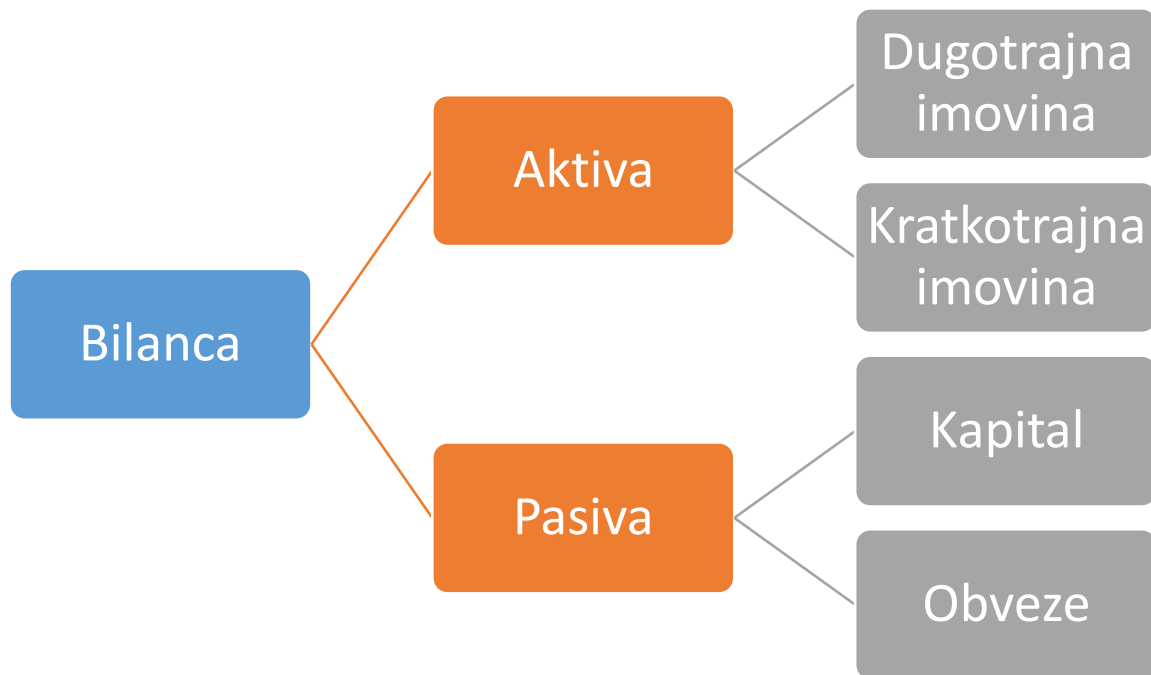 Bilanca
Aktiva
Dugotrajna
imovina
Kratkotrajna
imovina
Pasiva
Kapital
Obveze